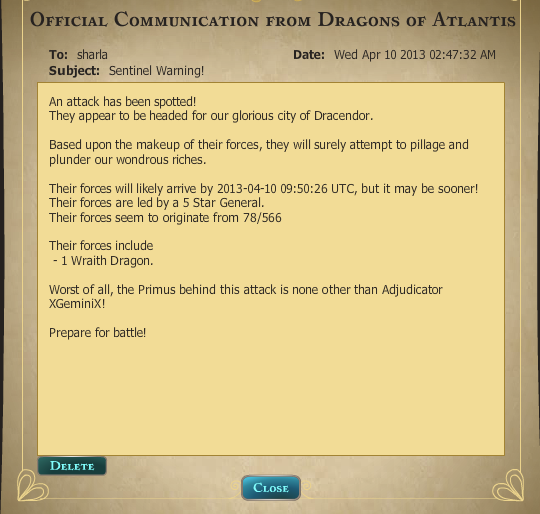 Official Communication from Dragons of Atlantis
To: sharla Date: Wed Apr 10 2013 02:47:32 AM
Subject: Sentinel Warning!
An attack has been spotted!
They appear to be headed for our glorious city of Dracendor.
Based upon the makeup of their forces, they will surely attempt to pillage and
plunder our wondrous riches.
Their forces will likely arrive by 2013-04-10 09:50:26 UTC, but it may be sooner!
Their forces are led by a 5 Star General.
Their forces seem to originate from 78/566
Their forces include
- 1 Wraith Dragon.
Worst of all, the Primus behind this attack is none other than Adjudicator
XGeminiX!
Prepare for battle!
Delete
Close